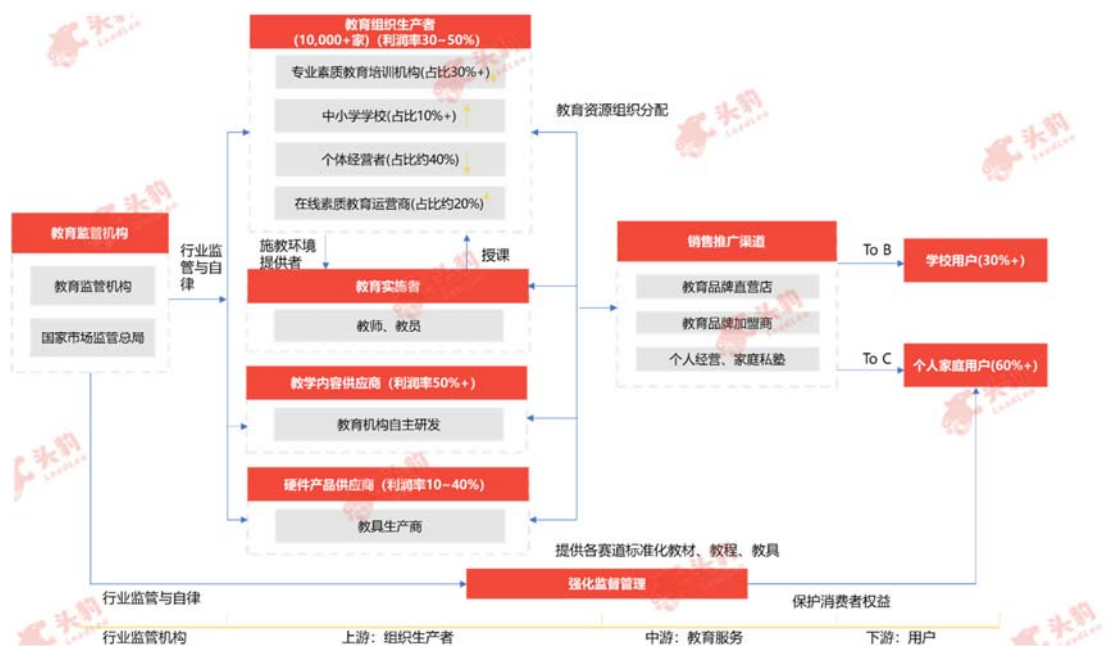 教育组织生产者
(10,000+家)(利润率30~50%)
专业素质教育培训机构(占比30%+)
中小学学校(占比10%+)
个体经营者(占比约40%)
在线素质教育运营商(占比约20%)
教育资源组织分配
教育监管机构
教育监管机构
国家市场监管总局
行业监
管与自
律
施教环境
提供者
授课
教育实施者
教师、教员
教学内容供应商(利润率50%+)
教育机构自主研发
硬件产品供应商(利润率10~40%)
教具生产商
销售推广渠道
教育品牌直营店
教育品牌加盟商
个人经营、家庭私塾
To B
学校用户(30%+)
To C
个人家庭用户(60%+)
提供各赛道标准化教材、教程、教具
强化监督管理
行业监管与自律
保护消费者权益
行业监管机构
上游：组织生产者
中游：教育服务
下游：用户
头豹
LeadLeo